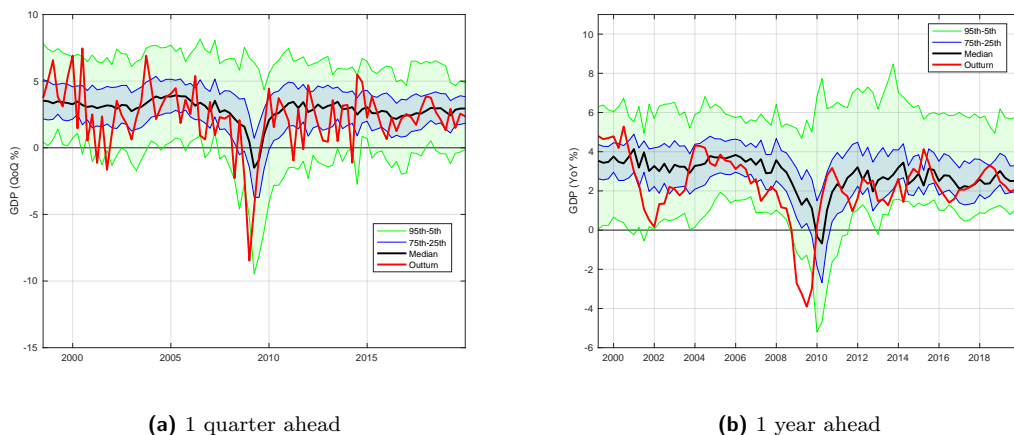 10
5
0
-5
-10
-15
GDP (QoQ %)
2000
2005
2010
2015
95th-5th
75th-25th
Median
Outturn
(a) 1 quarter ahead
10
8
6
4
2
0
-2
-4
-6
GDP (YoY %)
2000
2002
2004
2006
2008
2010
2012
2014
2016
2018
95th-5th
75th-25th
Median
Outturn
(b) 1 year ahead